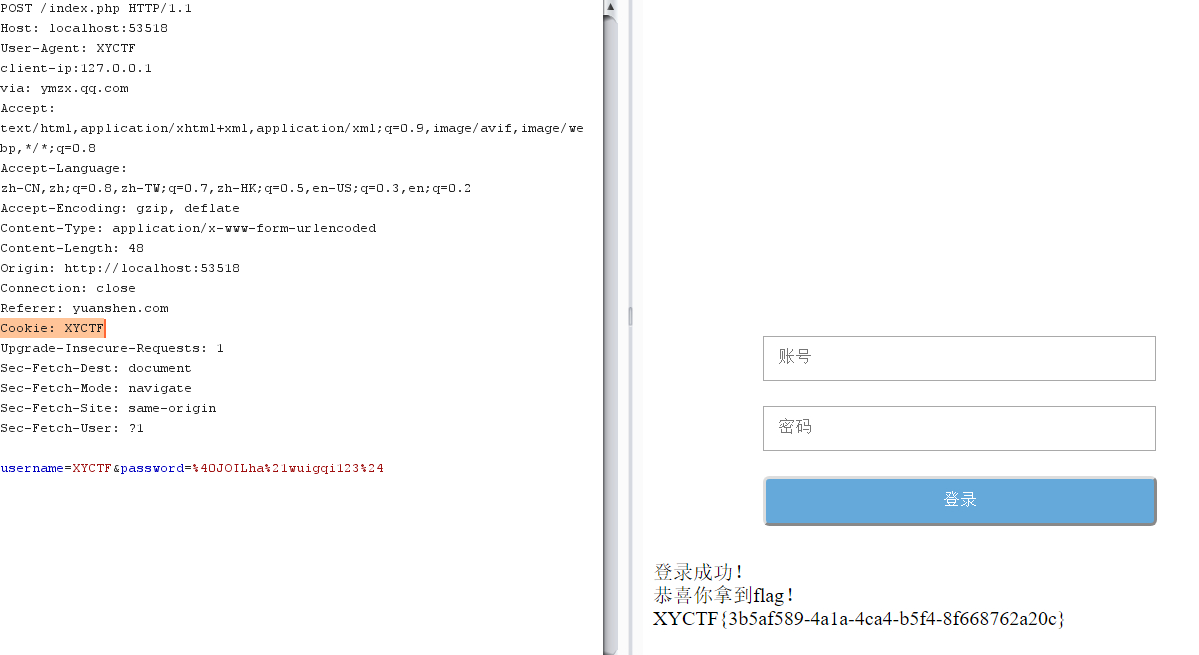 POST /index.php HTTP/1.1
Host: localhost:53518
User-Agent: XYCTF
client-ip:127.0.0.1
via: ymzx.qq.com
Accept:
text/html,application/xhtml+xml,application/xml;q=0.9,image/avif,image/we
bp,*/*;q=0.8
Accept-Language:
zh-CN,zh;q=0.8,zh-TW;q=0.7,zh-HK;q=0.5,en-US;q=0.3,en;q=0.2
Accept-Encoding: gzip, deflate
Content-Type: application/x-www-form-urlencoded
Content-Length: 48
Origin: http://localhost:53518
Connection: close
Referer: yuanshen.com
Cookie: XYCTF
Upgrade-Insecure-Requests: 1
Sec-Fetch-Dest: document
Sec-Fetch-Mode: navigate
Sec-Fetch-Site: same-origin
Sec-Fetch-User: ?1
username=XYCTF&password=%40JOILha%21wuigqi123%24
账号
密码
登录
登录成功！
恭喜你拿到flag！
XYCTF{3b5af589-4a1a-4ca4-b5f4-8f668762a20c}